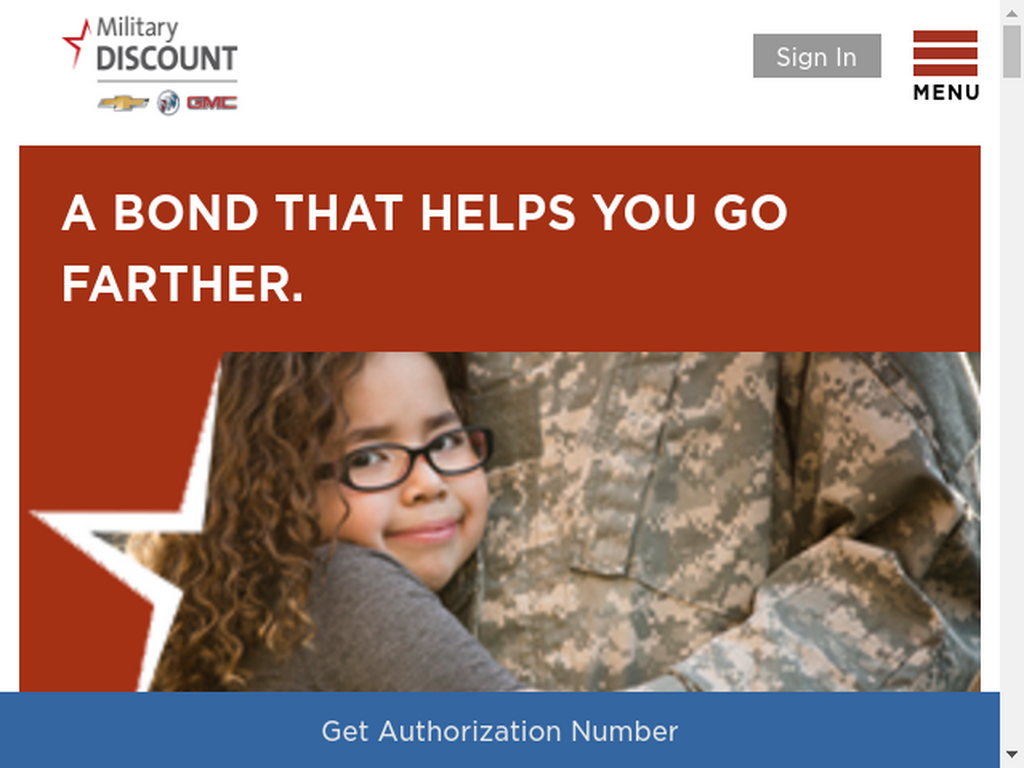 Military
DISCOUNT
GMC
Sign In
MENU
A BOND THAT HELPS YOU GO
FARTHER.
Get Authorization Number